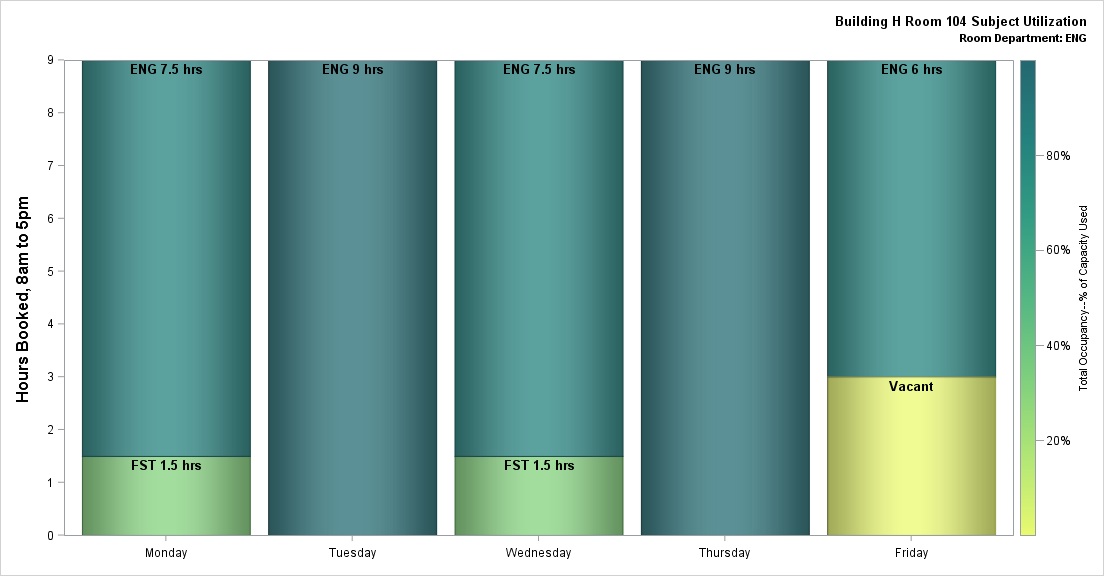 Building H Room 104 Subject Utilization
Room Department: ENG
Hours Booked, 8am to 5pm
9
8
7
6
5
4
3
2
1
0
ENG 7.5 hrs
ENG 9 hrs
ENG 7.5 hrs
ENG 9 hrs
ENG 6 hrs
Vacant
FST 1.5 hrs
FST 1.5 hrs
Monday
Tuesday
Wednesday
Thursday
Friday
80%
60%
40%
20%
Total Occupancy--% of Capacity Used